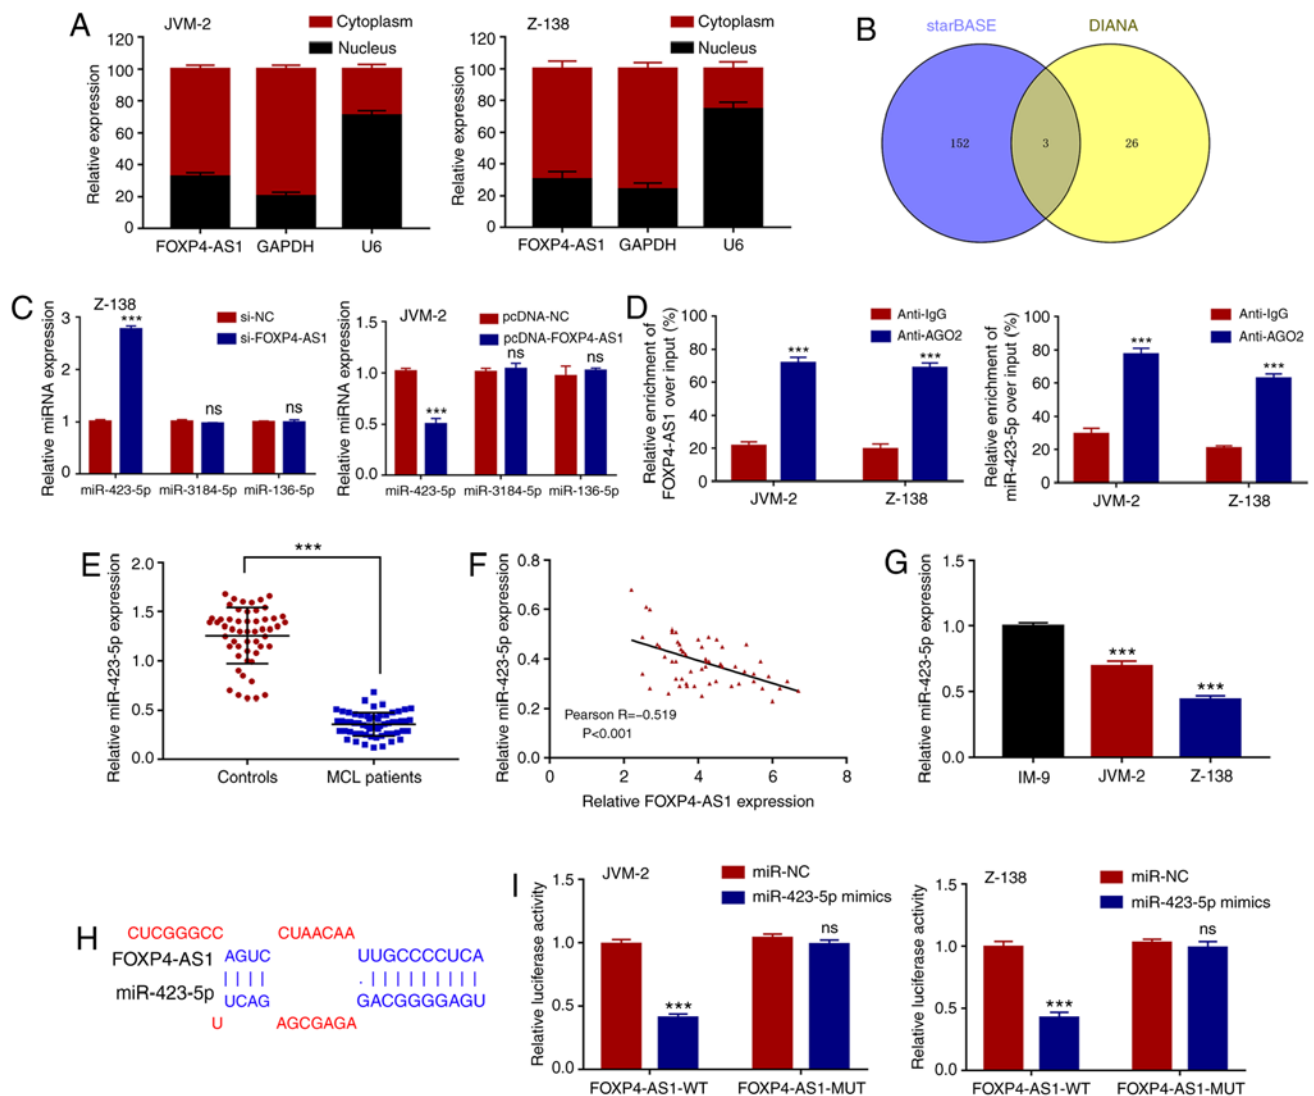 A
JVM-2
Cytoplasm
Nucleus
Relative expression
120
100
80
60
40
20
0
FOXP4-AS1 GAPDH U6
Z-138
Cytoplasm
Nucleus
Relative expression
120
100
80
60
40
20
0
FOXP4-AS1 GAPDH U6
B
starBASE DIANA
152 3 26
C
Z-138
si-NC
si-FOXP4-AS1
Relative miRNA expression
3
2
1
0
*** ns ns
miR-423-5p miR-3184-5p miR-136-5p
JVM-2
pcDNA-NC
pcDNA-FOXP4-AS1
Relative miRNA expression
1.5
1.0
0.5
0.0
*** ns ns
miR-423-5p miR-3184-5p miR-136-5p
D
Anti-IgG
Anti-AGO2
Relative enrichment of
FOXP4-AS1 over input (%)
100
80
60
40
20
0
*** ***
JVM-2 Z-138
Anti-IgG
Anti-AGO2
Relative enrichment of
miR-423-5p over input (%)
100
80
60
40
20
0
*** ***
JVM-2 Z-138
E
***
Relative miR-423-5p expression
2.0
1.5
1.0
0.5
0.0
Controls MCL patients
F
Relative miR-423-5p expression
0.8
0.6
0.4
0.2
0.0
Pearson R=−0.519
P<0.001
0 2 4 6 8
Relative FOXP4-AS1 expression
G
Relative miR-423-5p expression
1.5
1.0
0.5
0.0
*** ***
IM-9 JVM-2 Z-138
H
CUCGGGCC CUAACAA
FOXP4-AS1 AGUC UUGCCCCUCA
miR-423-5p UCAG GACGGGGAGU
U AGCGAGA
I
JVM-2
miR-NC
miR-423-5p mimics
Relative luciferase activity
1.5
1.0
0.5
0.0
*** ns
FOXP4-AS1-WT FOXP4-AS1-MUT
Z-138
miR-NC
miR-423-5p mimics
Relative luciferase activity
1.5
1.0
0.5
0.0
*** ns
FOXP4-AS1-WT FOXP4-AS1-MUT